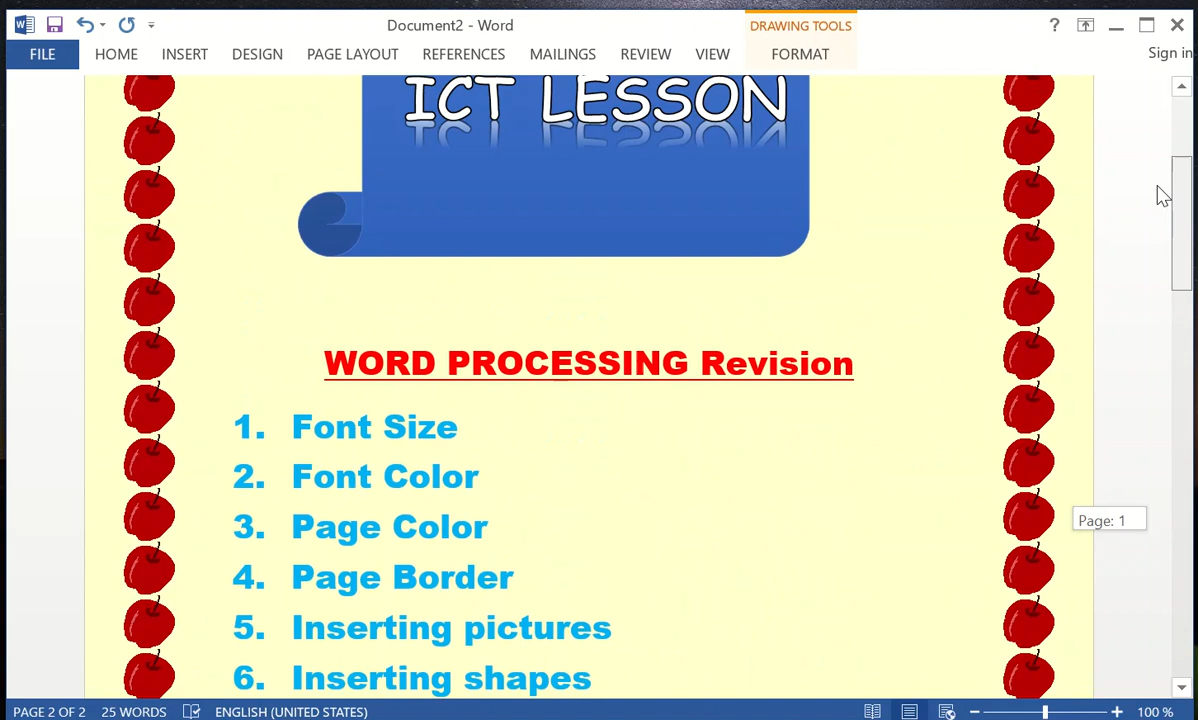 Document2 - Word
DRAWING TOOLS
?
FILE HOME INSERT DESIGN PAGE LAYOUT REFERENCES MAILINGS REVIEW VIEW FORMAT
Sign in
ICT LESSON
WORD PROCESSING Revision
1. Font Size
2. Font Color
3. Page Color
Page: 1
4. Page Border
5. Inserting pictures
6. Inserting shapes
PAGE 2 OF 2 25 WORDS ENGLISH (UNITED STATES) 100 %